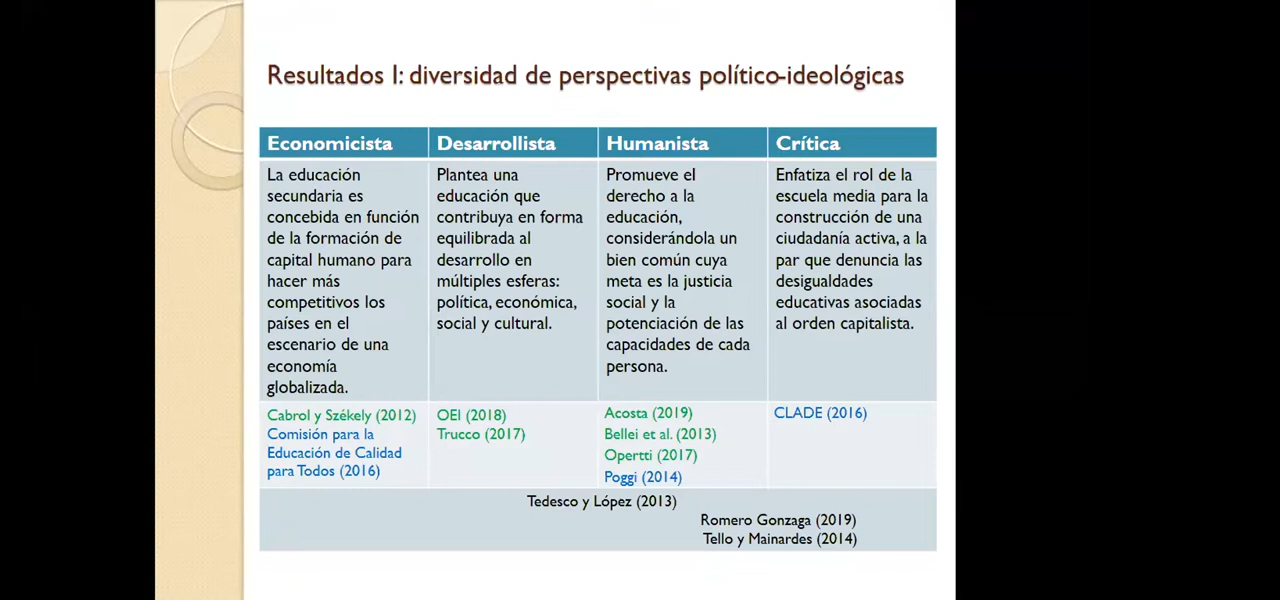 Resultados I: diversidad de perspectivas político-ideológicas
Economicista
La educación
secundaria es
concebida en función
de la formación de
capital humano para
hacer más
competitivos los
países en el
escenario de una
economía
globalizada.
Cabrol y Székely (2012)
Comisión para la
Educación de Calidad
para Todos (2016)
Desarrollista
Plantea una
educación que
contribuya en forma
equilibrada al
desarrollo en
múltiples esferas:
política, económica,
social y cultural.
OEI (2018)
Trucco (2017)
Humanista
Promueve el
derecho a la
educación,
considerándola un
bien común cuya
meta es la justicia
social y la
potenciación de las
capacidades de cada
persona.
Acosta (2019)
Bellei et al. (2013)
Opertti (2017)
Poggi (2014)
Crítica
Enfatiza el rol de la
escuela media para la
construcción de una
ciudadanía activa, a la
par que denuncia las
desigualdades
educativas asociadas
al orden capitalista.
CLADE (2016)
Tedesco y López (2013)
Romero Gonzaga (2019)
Tello y Mainardes (2014)